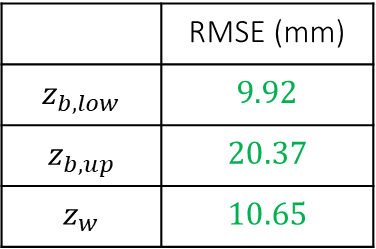 RMSE (mm)
z_{b,low} 9.92
z_{b,up} 20.37
z_w 10.65